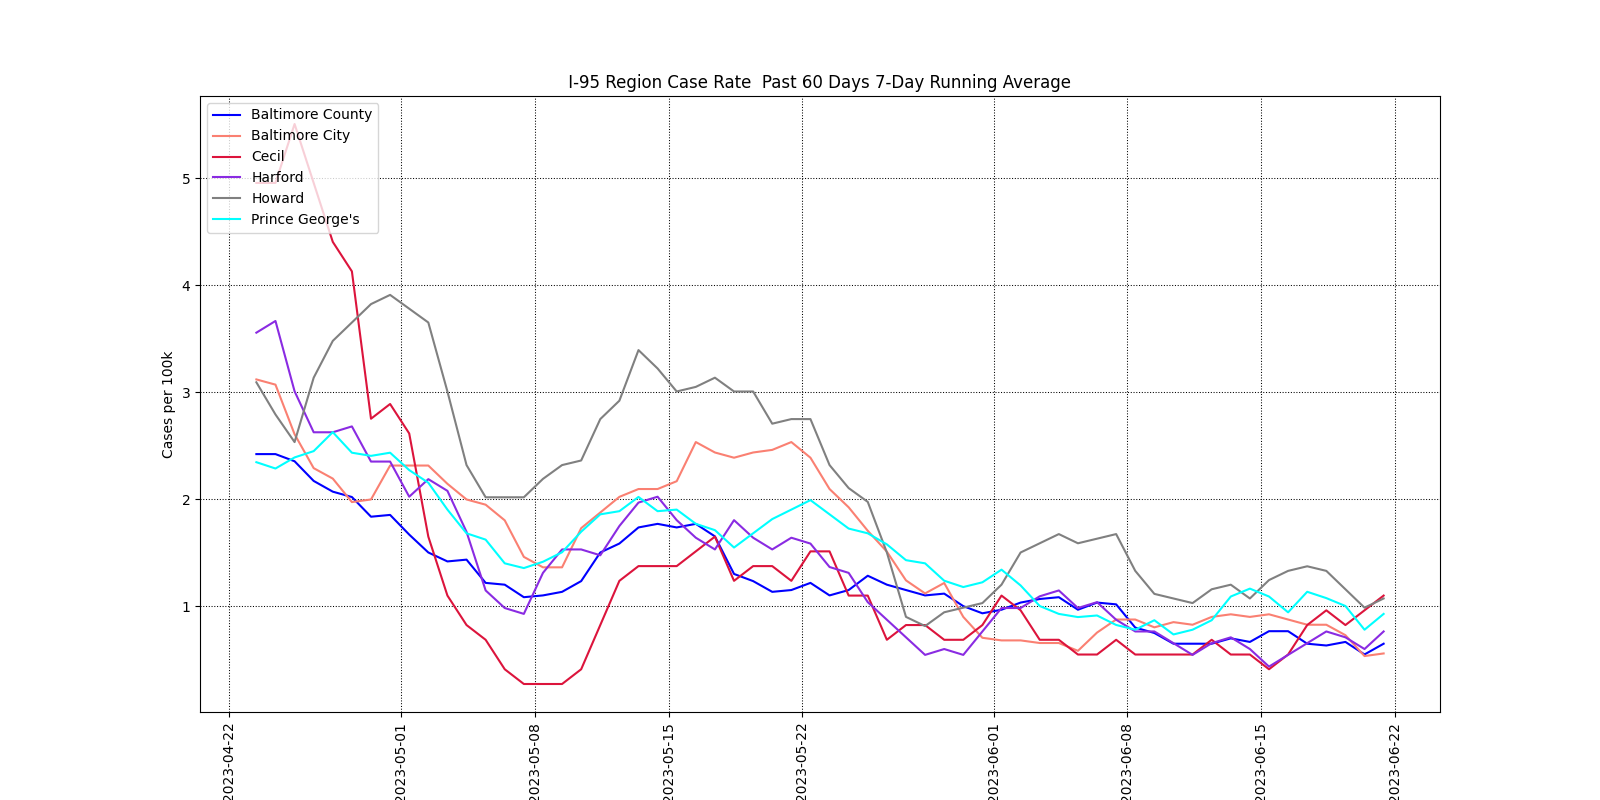 I-95 Region Case Rate  Past 60 Days 7-Day Running Average
Baltimore County
Baltimore City
Cecil
Harford
Howard
Prince George's
Cases per 100k
5
4
3
2
1
2023-04-22
2023-05-01
2023-05-08
2023-05-15
2023-05-22
2023-06-01
2023-06-08
2023-06-15
2023-06-22